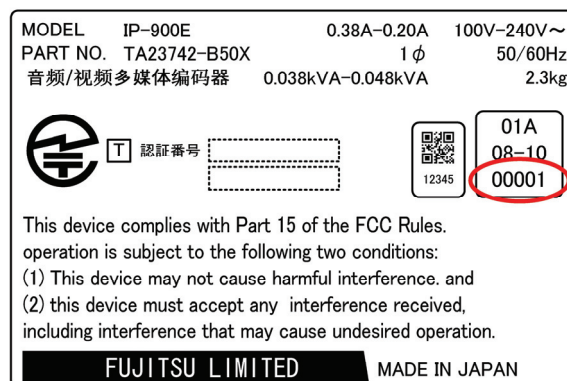 MODEL IP-900E 0.38A-0.20A 100V-240V~
PART NO. TA23742-B50X 1φ 50/60Hz
音频/视频多媒体编码器 0.038kVA-0.048kVA 2.3kg
T 認証番号
12345
01A
08-10
00001
This device complies with Part 15 of the FCC Rules.
operation is subject to the following two conditions:
(1) This device may not cause harmful interference. and
(2) this device must accept any interference received,
including interference that may cause undesired operation.
FUJITSU LIMITED MADE IN JAPAN